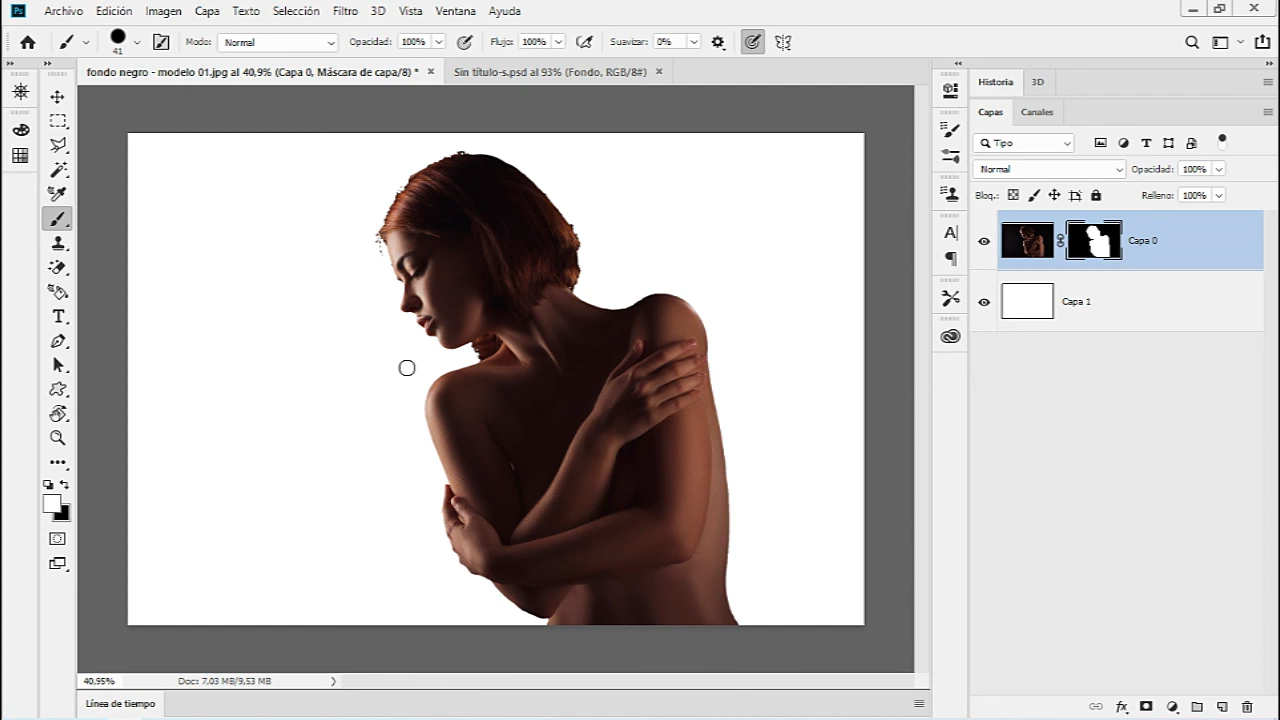 Ps Archivo Edición Imagen Capa Texto Selección Filtro 3D Vista Ventana Ayuda
41 Modo: Normal Opacidad: 100% Flujo: 100% Suavizar: 0%
fondo negro - modelo 01.jpg al 40,9% (Capa 0, Máscara de capa/8) * × Sin título-s.psd al 93% (Fondo, RGB/8#) ×
Historia 3D
Capas Canales
Tipo
Normal Opacidad: 100%
Bloq.: Relleno: 100%
Capa 0
Capa 1
40,95% Doc: 7,03 MB/9,53 MB
Línea de tiempo